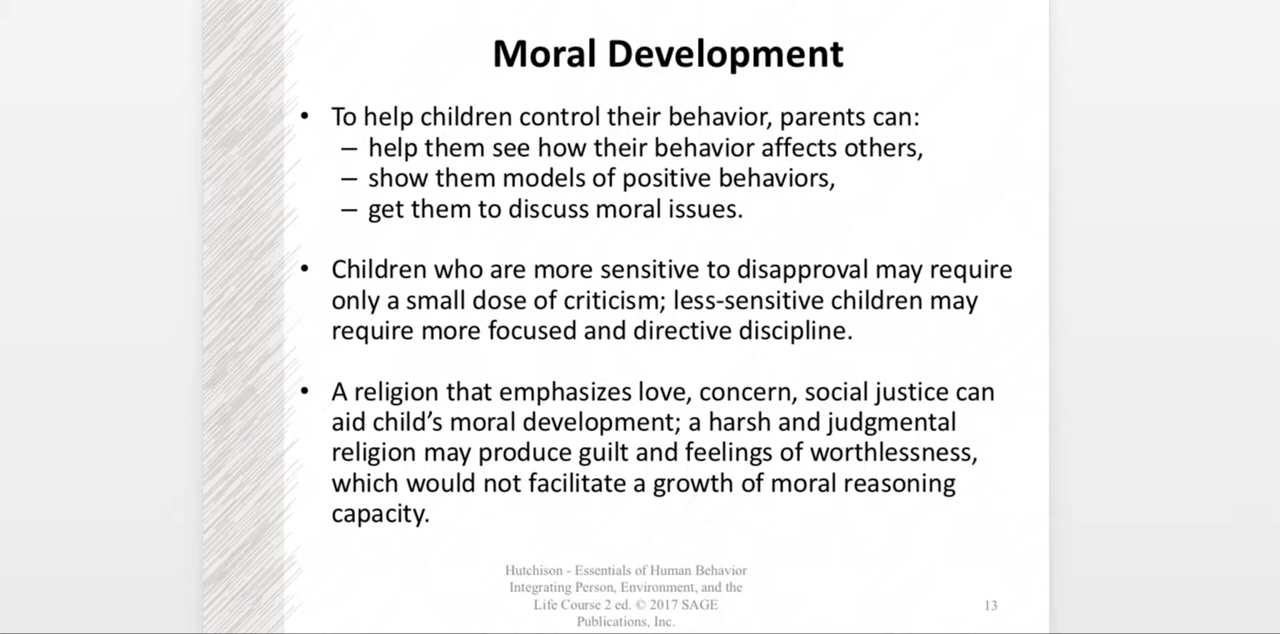 Moral Development
• To help children control their behavior, parents can:
– help them see how their behavior affects others,
– show them models of positive behaviors,
– get them to discuss moral issues.
• Children who are more sensitive to disapproval may require
only a small dose of criticism; less-sensitive children may
require more focused and directive discipline.
• A religion that emphasizes love, concern, social justice can
aid child’s moral development; a harsh and judgmental
religion may produce guilt and feelings of worthlessness,
which would not facilitate a growth of moral reasoning
capacity.
Hutchison - Essentials of Human Behavior
Integrating Person, Environment, and the
Life Course 2 ed. © 2017 SAGE
Publications, Inc.
13